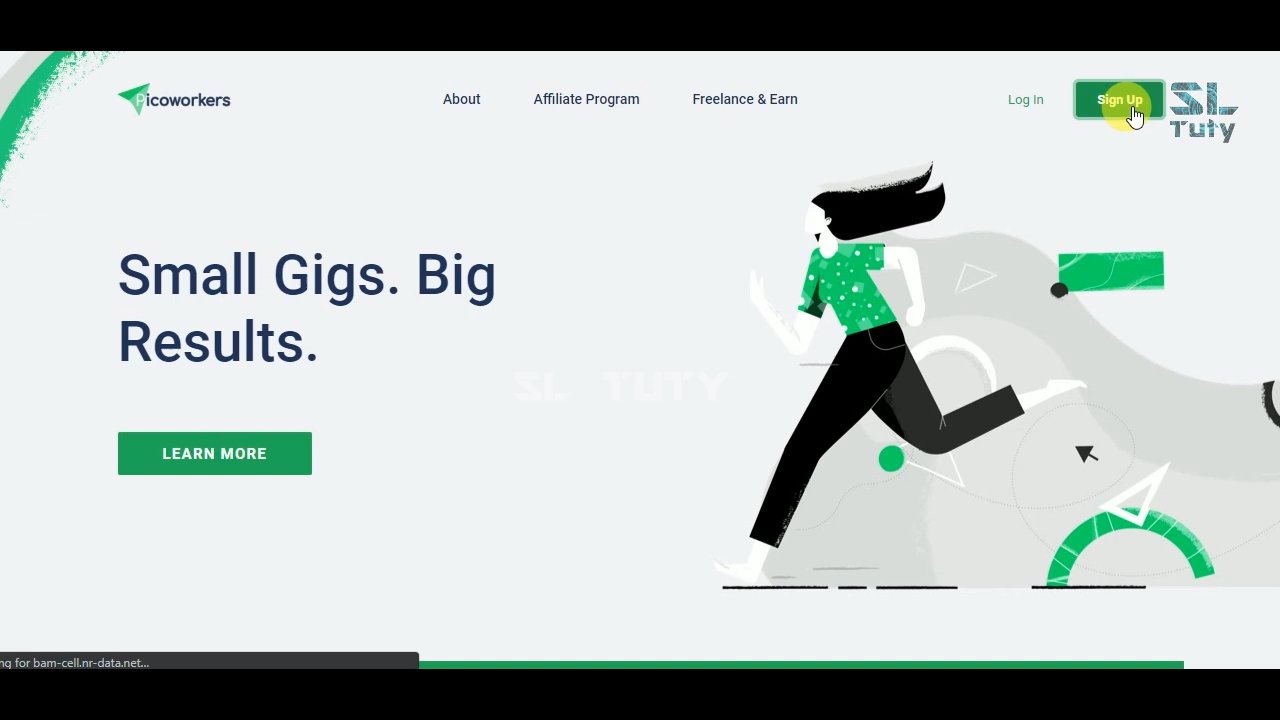 Picoworkers
About
Affiliate Program
Freelance & Earn
Log In
Sign Up
SL
Tuty
Small Gigs. Big
Results.
SL TUTY
LEARN MORE
ng for bam-cell.nr-data.net...